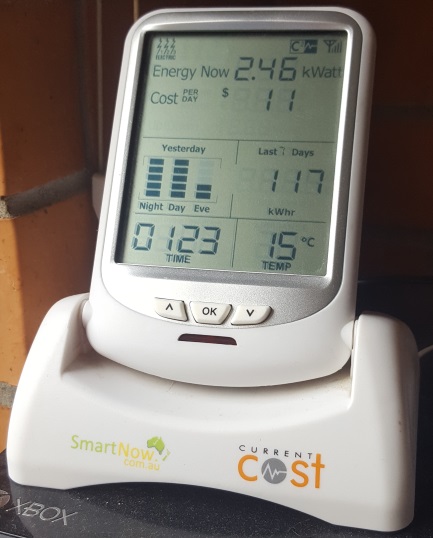 ELECTRIC
C
Energy Now 2.46 kWatt
Cost PER DAY $ 11
Yesterday
Last 7 Days
117
Night Day Eve
kWhr
0123
15 °C
TIME
TEMP
OK
SmartNow
.com.au
CURRENT
cost
XBOX